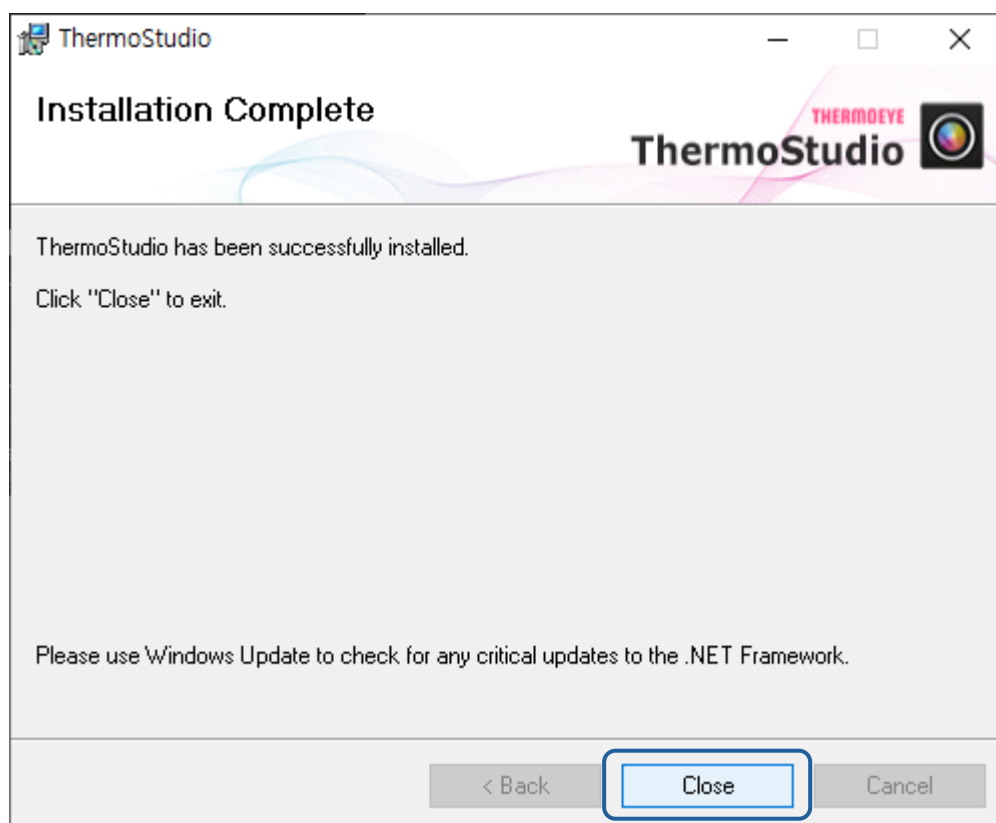 ThermoStudio
Installation Complete
THERMOEYE
ThermoStudio
ThermoStudio has been successfully installed.
Click "Close" to exit.
Please use Windows Update to check for any critical updates to the .NET Framework.
< Back
Close
Cancel